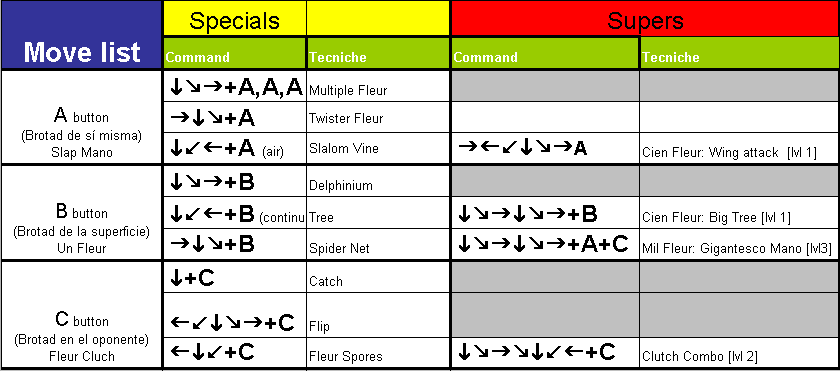 Specials Supers
Move list Command Tecniche Command Tecniche
↓↘→+A,A,A Multiple Fleur
A button →↓↘+A Twister Fleur
(Brotad de sí misma)
Slap Mano ↓↙←+A (air) Slalom Vine →←↙↓↘→A Cien Fleur: Wing attack [lvl 1]
↓↘→+B Delphinium
B button ↓↙←+B (continu Tree ↓↘→↓↘→+B Cien Fleur: Big Tree [lvl 1]
(Brotad de la superficie)
Un Fleur →↓↘+B Spider Net ↓↘→↓↘→+A+C Mil Fleur: Gigantesco Mano [lvl3]
↓+C Catch
C button ←↙↓↘→+C Flip
(Brotad en el oponente)
Fleur Cluch ←↓↙+C Fleur Spores ↓↘→↘↓↙←+C Clutch Combo [lvl 2]